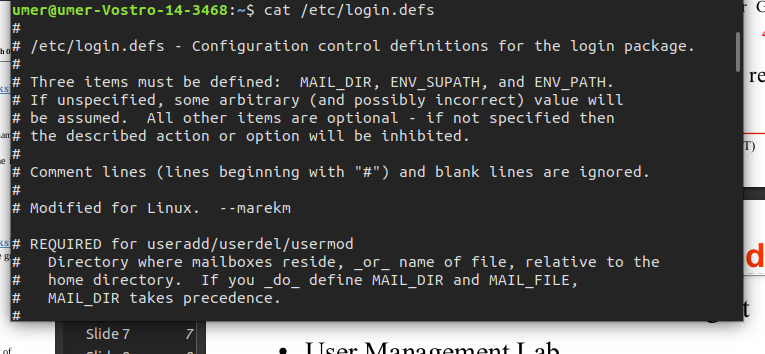 umer@umer-Vostro-14-3468:~$ cat /etc/login.defs
#
# /etc/login.defs - Configuration control definitions for the login package.
#
# Three items must be defined:  MAIL_DIR, ENV_SUPATH, and ENV_PATH.
# If unspecified, some arbitrary (and possibly incorrect) value will
# be assumed.  All other items are optional - if not specified then
# the described action or option will be inhibited.
#
# Comment lines (lines beginning with "#") and blank lines are ignored.
#
# Modified for Linux.  --marekm

# REQUIRED for useradd/userdel/usermod
#   Directory where mailboxes reside, _or_ name of file, relative to the
#   home directory.  If you _do_ define MAIL_DIR and MAIL_FILE,
#   MAIL_DIR takes precedence.
#
Slide 7 7
• User Management Lab